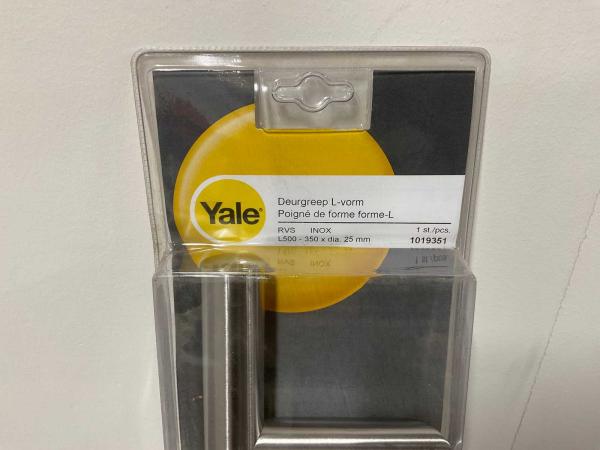 Yale®
Deurgreep L-vorm
Poigné de forme forme-L
RVS INOX 1 st./pcs.
L500 - 350 x dia. 25 mm 1019351